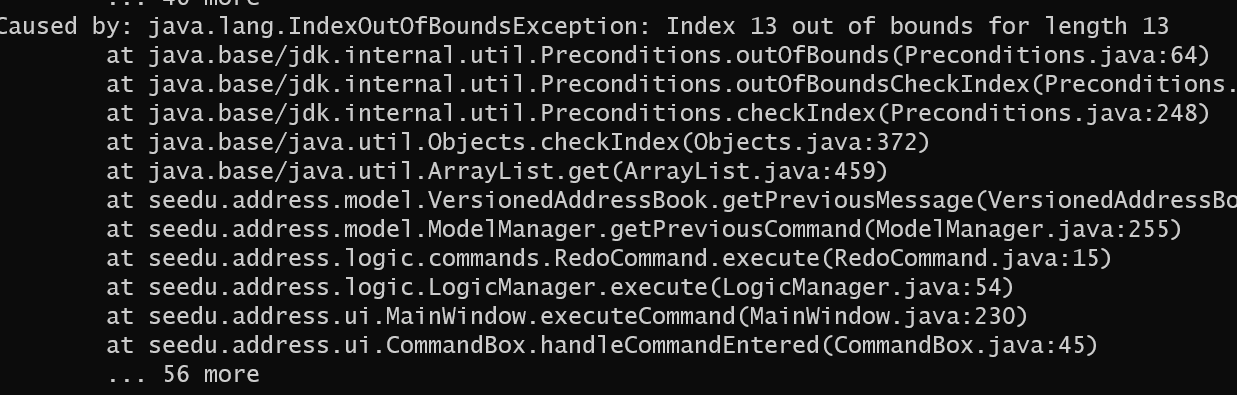 ... 40 more
Caused by: java.lang.IndexOutOfBoundsException: Index 13 out of bounds for length 13
at java.base/jdk.internal.util.Preconditions.outOfBounds(Preconditions.java:64)
at java.base/jdk.internal.util.Preconditions.outOfBoundsCheckIndex(Preconditions.
at java.base/jdk.internal.util.Preconditions.checkIndex(Preconditions.java:248)
at java.base/java.util.Objects.checkIndex(Objects.java:372)
at java.base/java.util.ArrayList.get(ArrayList.java:459)
at seedu.address.model.VersionedAddressBook.getPreviousMessage(VersionedAddressBo
at seedu.address.model.ModelManager.getPreviousCommand(ModelManager.java:255)
at seedu.address.logic.commands.RedoCommand.execute(RedoCommand.java:15)
at seedu.address.logic.LogicManager.execute(LogicManager.java:54)
at seedu.address.ui.MainWindow.executeCommand(MainWindow.java:230)
at seedu.address.ui.CommandBox.handleCommandEntered(CommandBox.java:45)
... 56 more